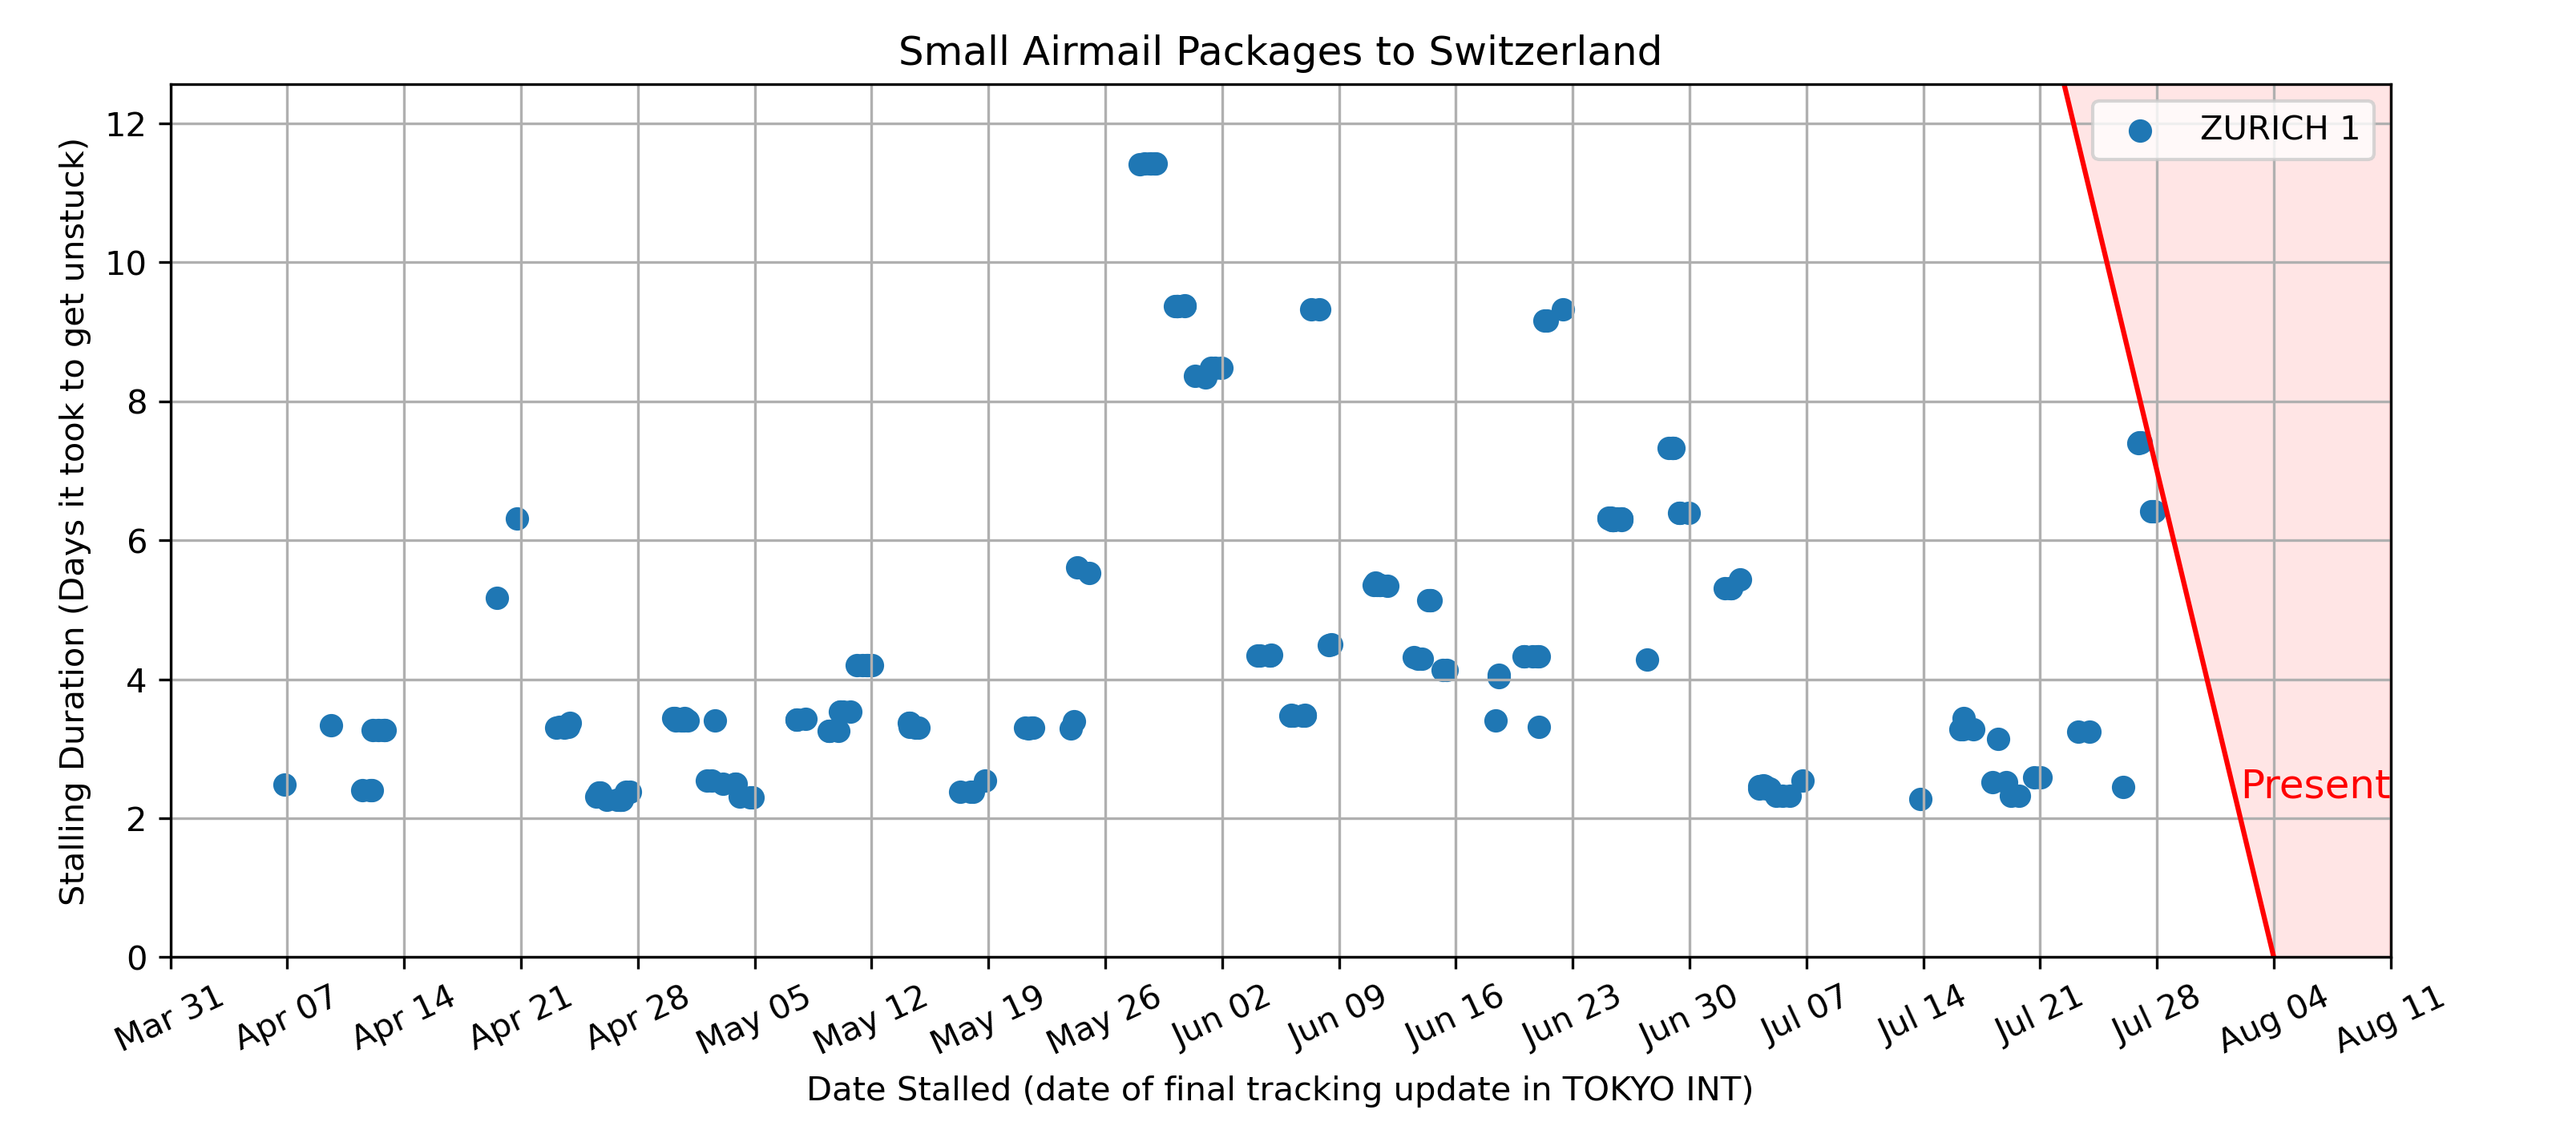 Small Airmail Packages to Switzerland
Stalling Duration (Days it took to get unstuck)
12
10
8
6
4
2
0
ZURICH 1
Present
Mar 31
Apr 07
Apr 14
Apr 21
Apr 28
May 05
May 12
May 19
May 26
Jun 02
Jun 09
Jun 16
Jun 23
Jun 30
Jul 07
Jul 14
Jul 21
Jul 28
Aug 04
Aug 11
Date Stalled (date of final tracking update in TOKYO INT)